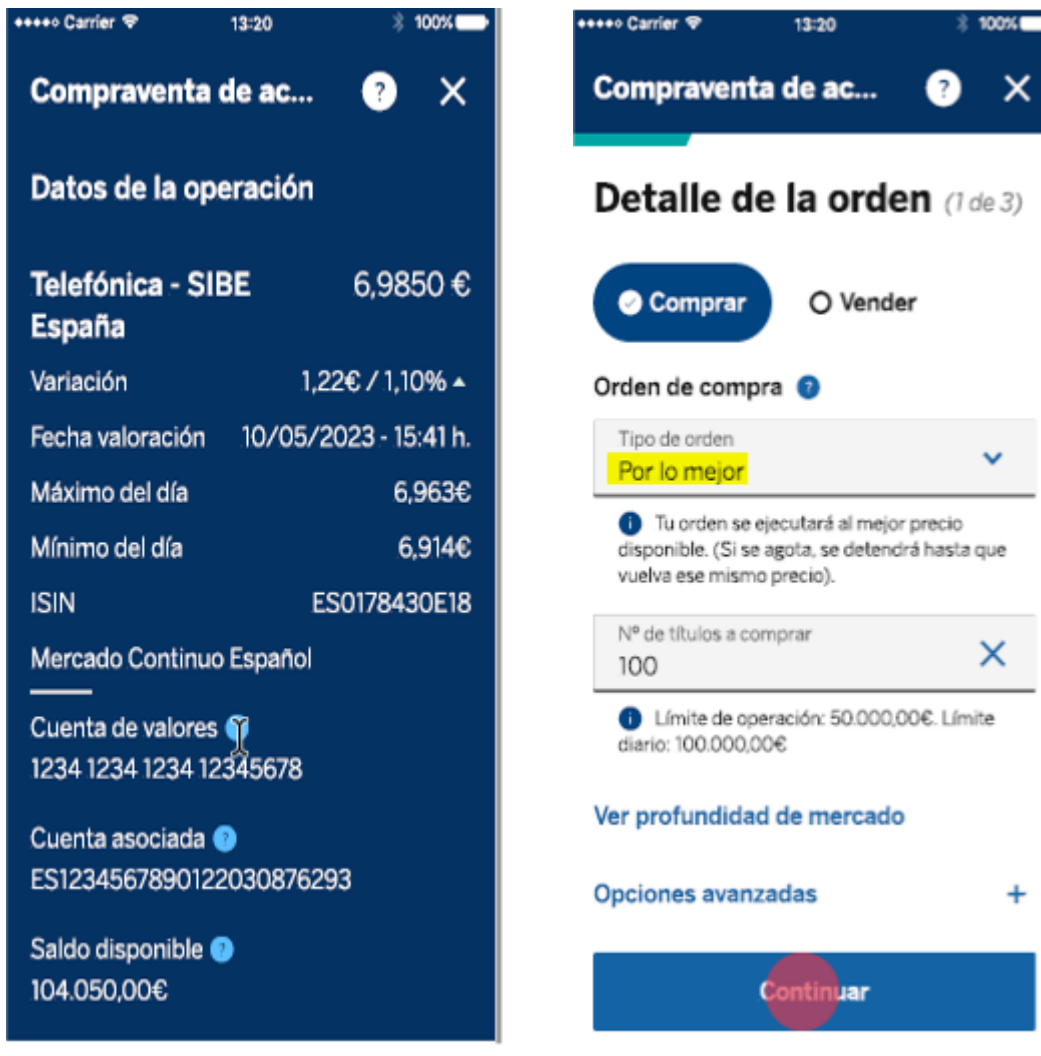 Carrier 13:20 100%
Compraventa de ac... ?
Datos de la operación
Telefónica - SIBE 6,9850 €
España
Variación 1,22€ / 1,10%
Fecha valoración 10/05/2023 - 15:41 h.
Máximo del día 6,963€
Mínimo del día 6,914€
ISIN ES0178430E18
Mercado Continuo Español
Cuenta de valores
1234 1234 1234 12345678
Cuenta asociada ?
ES1234567890122030876293
Saldo disponible ?
104.050,00€
Carrier 13:20 100%
Compraventa de ac... ?
Detalle de la orden (1 de 3)
Comprar Vender
Orden de compra ?
Tipo de orden
Por lo mejor
i Tu orden se ejecutará al mejor precio
disponible. (Si se agota, se detendrá hasta que
vuelva ese mismo precio).
Nº de títulos a comprar
100
i Límite de operación: 50.000,00€. Límite
diario: 100.000,00€
Ver profundidad de mercado
Opciones avanzadas +
Continuar